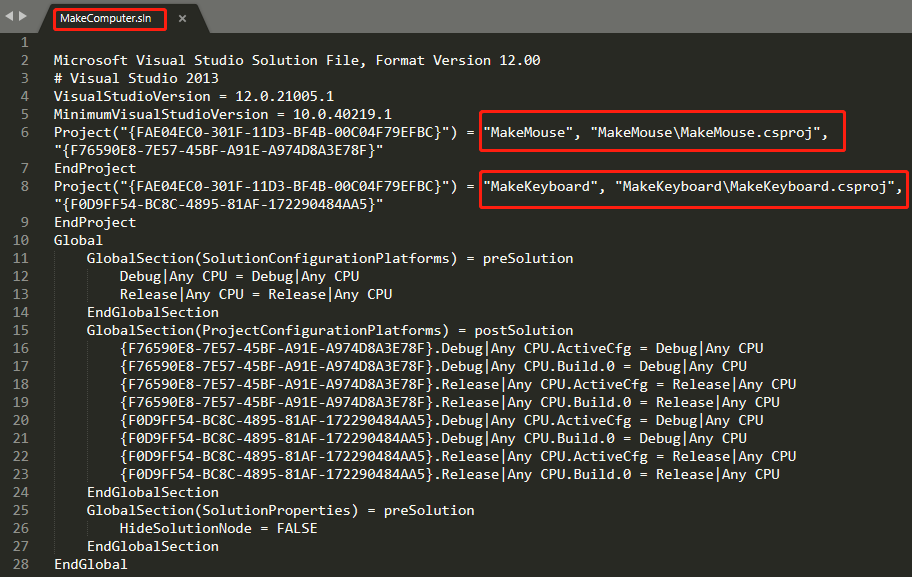 MakeComputer.sln
1
2 Microsoft Visual Studio Solution File, Format Version 12.00
3 # Visual Studio 2013
4 VisualStudioVersion = 12.0.21005.1
5 MinimumVisualStudioVersion = 10.0.40219.1
6 Project("{FAE04EC0-301F-11D3-BF4B-00C04F79EFBC}") = "MakeMouse", "MakeMouse\MakeMouse.csproj",
"{F76590E8-7E57-45BF-A91E-A974D8A3E78F}"
7 EndProject
8 Project("{FAE04EC0-301F-11D3-BF4B-00C04F79EFBC}") = "MakeKeyboard", "MakeKeyboard\MakeKeyboard.csproj",
"{F0D9FF54-BC8C-4895-81AF-172290484AA5}"
9 EndProject
10 Global
11 GlobalSection(SolutionConfigurationPlatforms) = preSolution
12 Debug|Any CPU = Debug|Any CPU
13 Release|Any CPU = Release|Any CPU
14 EndGlobalSection
15 GlobalSection(ProjectConfigurationPlatforms) = postSolution
16 {F76590E8-7E57-45BF-A91E-A974D8A3E78F}.Debug|Any CPU.ActiveCfg = Debug|Any CPU
17 {F76590E8-7E57-45BF-A91E-A974D8A3E78F}.Debug|Any CPU.Build.0 = Debug|Any CPU
18 {F76590E8-7E57-45BF-A91E-A974D8A3E78F}.Release|Any CPU.ActiveCfg = Release|Any CPU
19 {F76590E8-7E57-45BF-A91E-A974D8A3E78F}.Release|Any CPU.Build.0 = Release|Any CPU
20 {F0D9FF54-BC8C-4895-81AF-172290484AA5}.Debug|Any CPU.ActiveCfg = Debug|Any CPU
21 {F0D9FF54-BC8C-4895-81AF-172290484AA5}.Debug|Any CPU.Build.0 = Debug|Any CPU
22 {F0D9FF54-BC8C-4895-81AF-172290484AA5}.Release|Any CPU.ActiveCfg = Release|Any CPU
23 {F0D9FF54-BC8C-4895-81AF-172290484AA5}.Release|Any CPU.Build.0 = Release|Any CPU
24 EndGlobalSection
25 GlobalSection(SolutionProperties) = preSolution
26 HideSolutionNode = FALSE
27 EndGlobalSection
28 EndGlobal